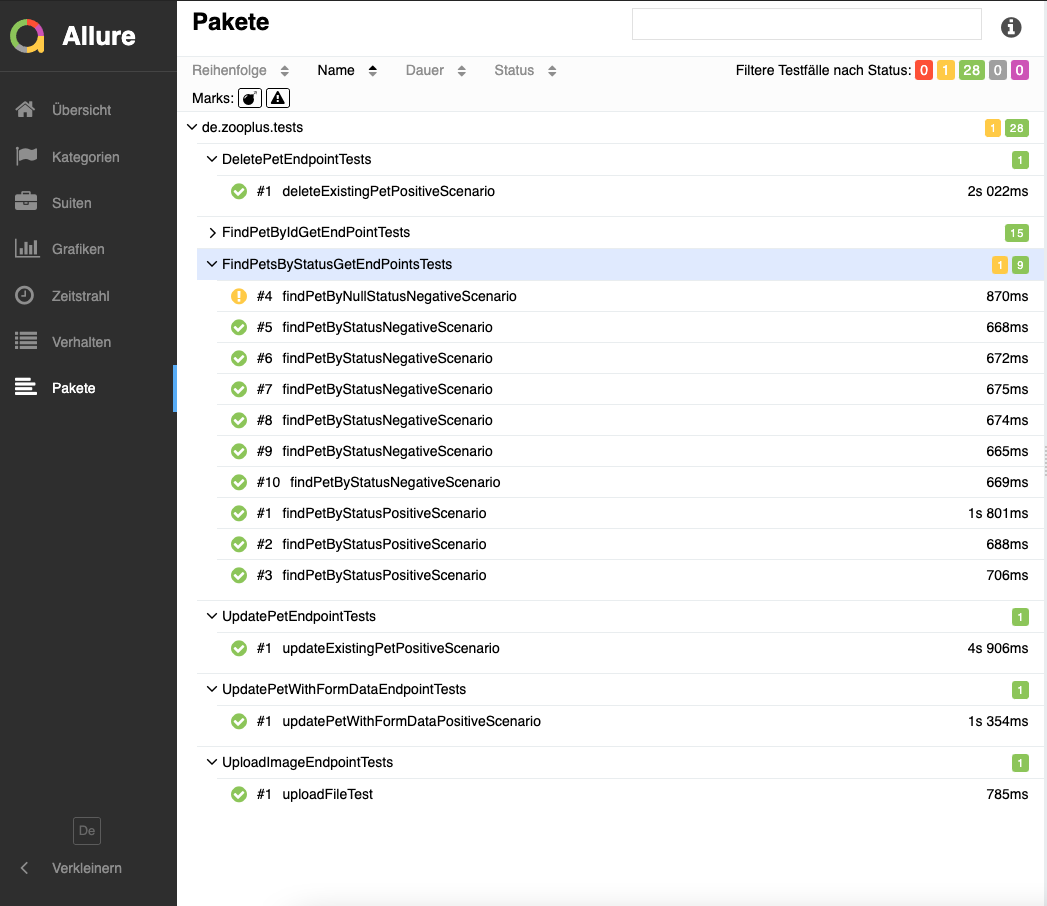 Allure
Übersicht
Kategorien
Suiten
Grafiken
Zeitstrahl
Verhalten
Pakete
De
Verkleinern
Pakete
Reihenfolge Name Dauer Status Filtere Testfälle nach Status: 0 1 28 0 0
Marks:
de.zooplus.tests 1 28
DeletePetEndpointTests 1
#1 deleteExistingPetPositiveScenario 2s 022ms
FindPetByIdGetEndPointTests 15
FindPetsByStatusGetEndPointsTests 1 9
#4 findPetByNullStatusNegativeScenario 870ms
#5 findPetByStatusNegativeScenario 668ms
#6 findPetByStatusNegativeScenario 672ms
#7 findPetByStatusNegativeScenario 675ms
#8 findPetByStatusNegativeScenario 674ms
#9 findPetByStatusNegativeScenario 665ms
#10 findPetByStatusNegativeScenario 669ms
#1 findPetByStatusPositiveScenario 1s 801ms
#2 findPetByStatusPositiveScenario 688ms
#3 findPetByStatusPositiveScenario 706ms
UpdatePetEndpointTests 1
#1 updateExistingPetPositiveScenario 4s 906ms
UpdatePetWithFormDataEndpointTests 1
#1 updatePetWithFormDataPositiveScenario 1s 354ms
UploadImageEndpointTests 1
#1 uploadFileTest 785ms